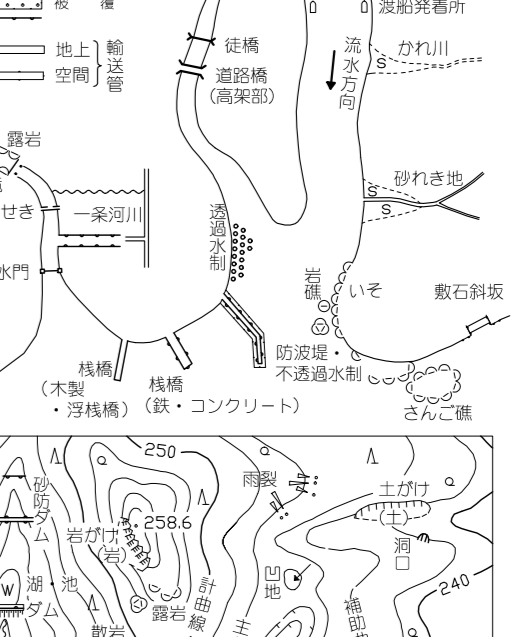 被　覆
地上
空間
輸送管
徒橋
道路橋
（高架部）
流水方向
渡船発着所
かれ川
S
砂れき地
S
S
露岩
せき
一条河川
水門
透過水制
岩礁
いそ
敷石斜坂
防波堤・
不透過水制
さんご礁
桟橋
（木製
・浮桟橋）
桟橋
（鉄・コンクリート）
250
砂防ダム
岩がけ
（岩）
258.6
雨裂
土がけ
（土）
洞口
凹地
240
W
湖・池
ダム
散岩
露岩
計曲線
主
補助